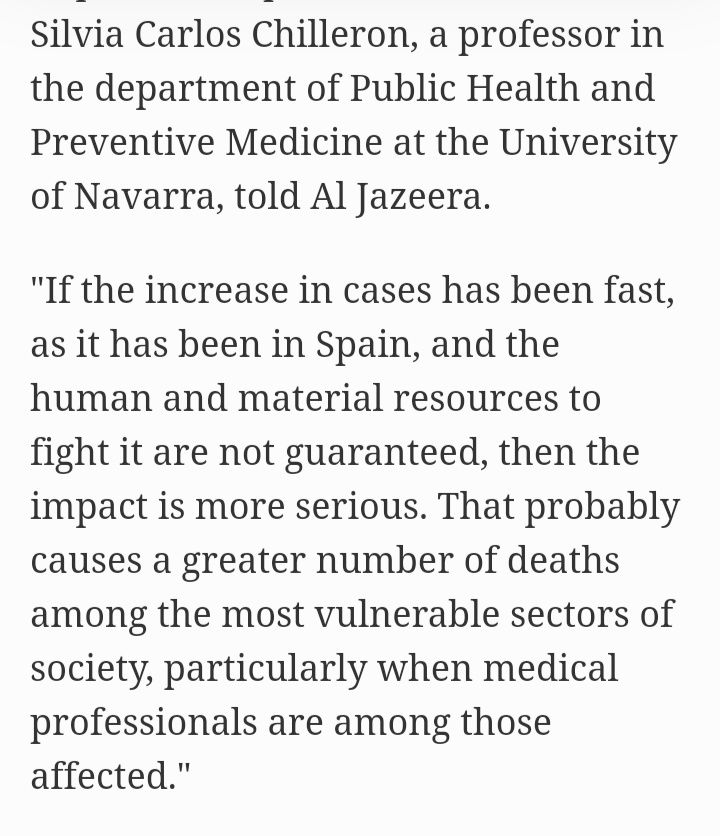 Silvia Carlos Chilleron, a professor in
the department of Public Health and
Preventive Medicine at the University
of Navarra, told Al Jazeera.
"If the increase in cases has been fast,
as it has been in Spain, and the
human and material resources to
fight it are not guaranteed, then the
impact is more serious. That probably
causes a greater number of deaths
among the most vulnerable sectors of
society, particularly when medical
professionals are among those
affected."